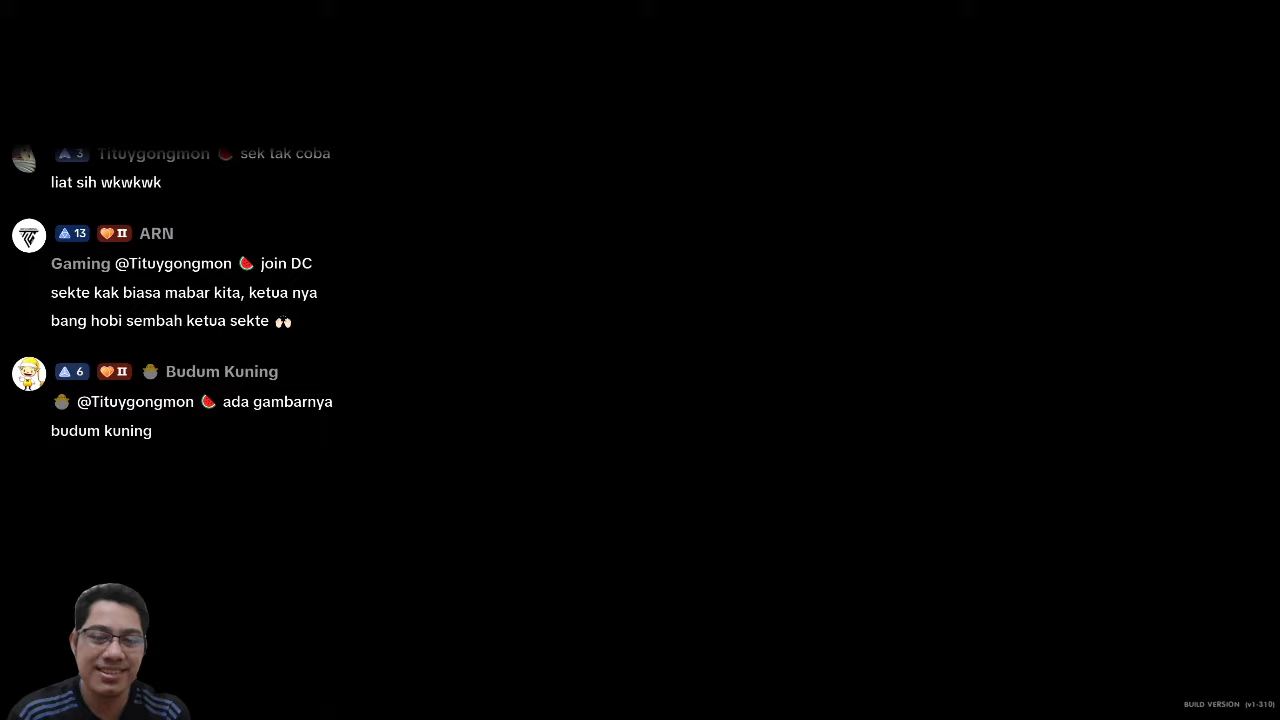 3 Tituygongmon 🍉 sek tak coba
liat sih wkwkwk
13 II ARN
Gaming @Tituygongmon 🍉 join DC
sekte kak biasa mabar kita, ketua nya
bang hobi sembah ketua sekte 🙌🏻
6 II Budum Kuning
@Tituygongmon 🍉 ada gambarnya
budum kuning
BUILD VERSION (v1-310)